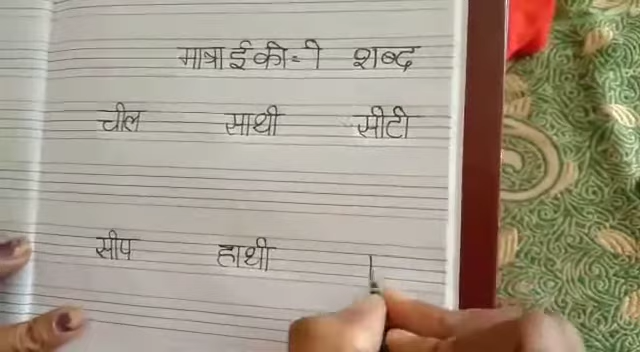 मात्रा ई की = ी शब्द
चील साथी सीटी
सीप हाथी